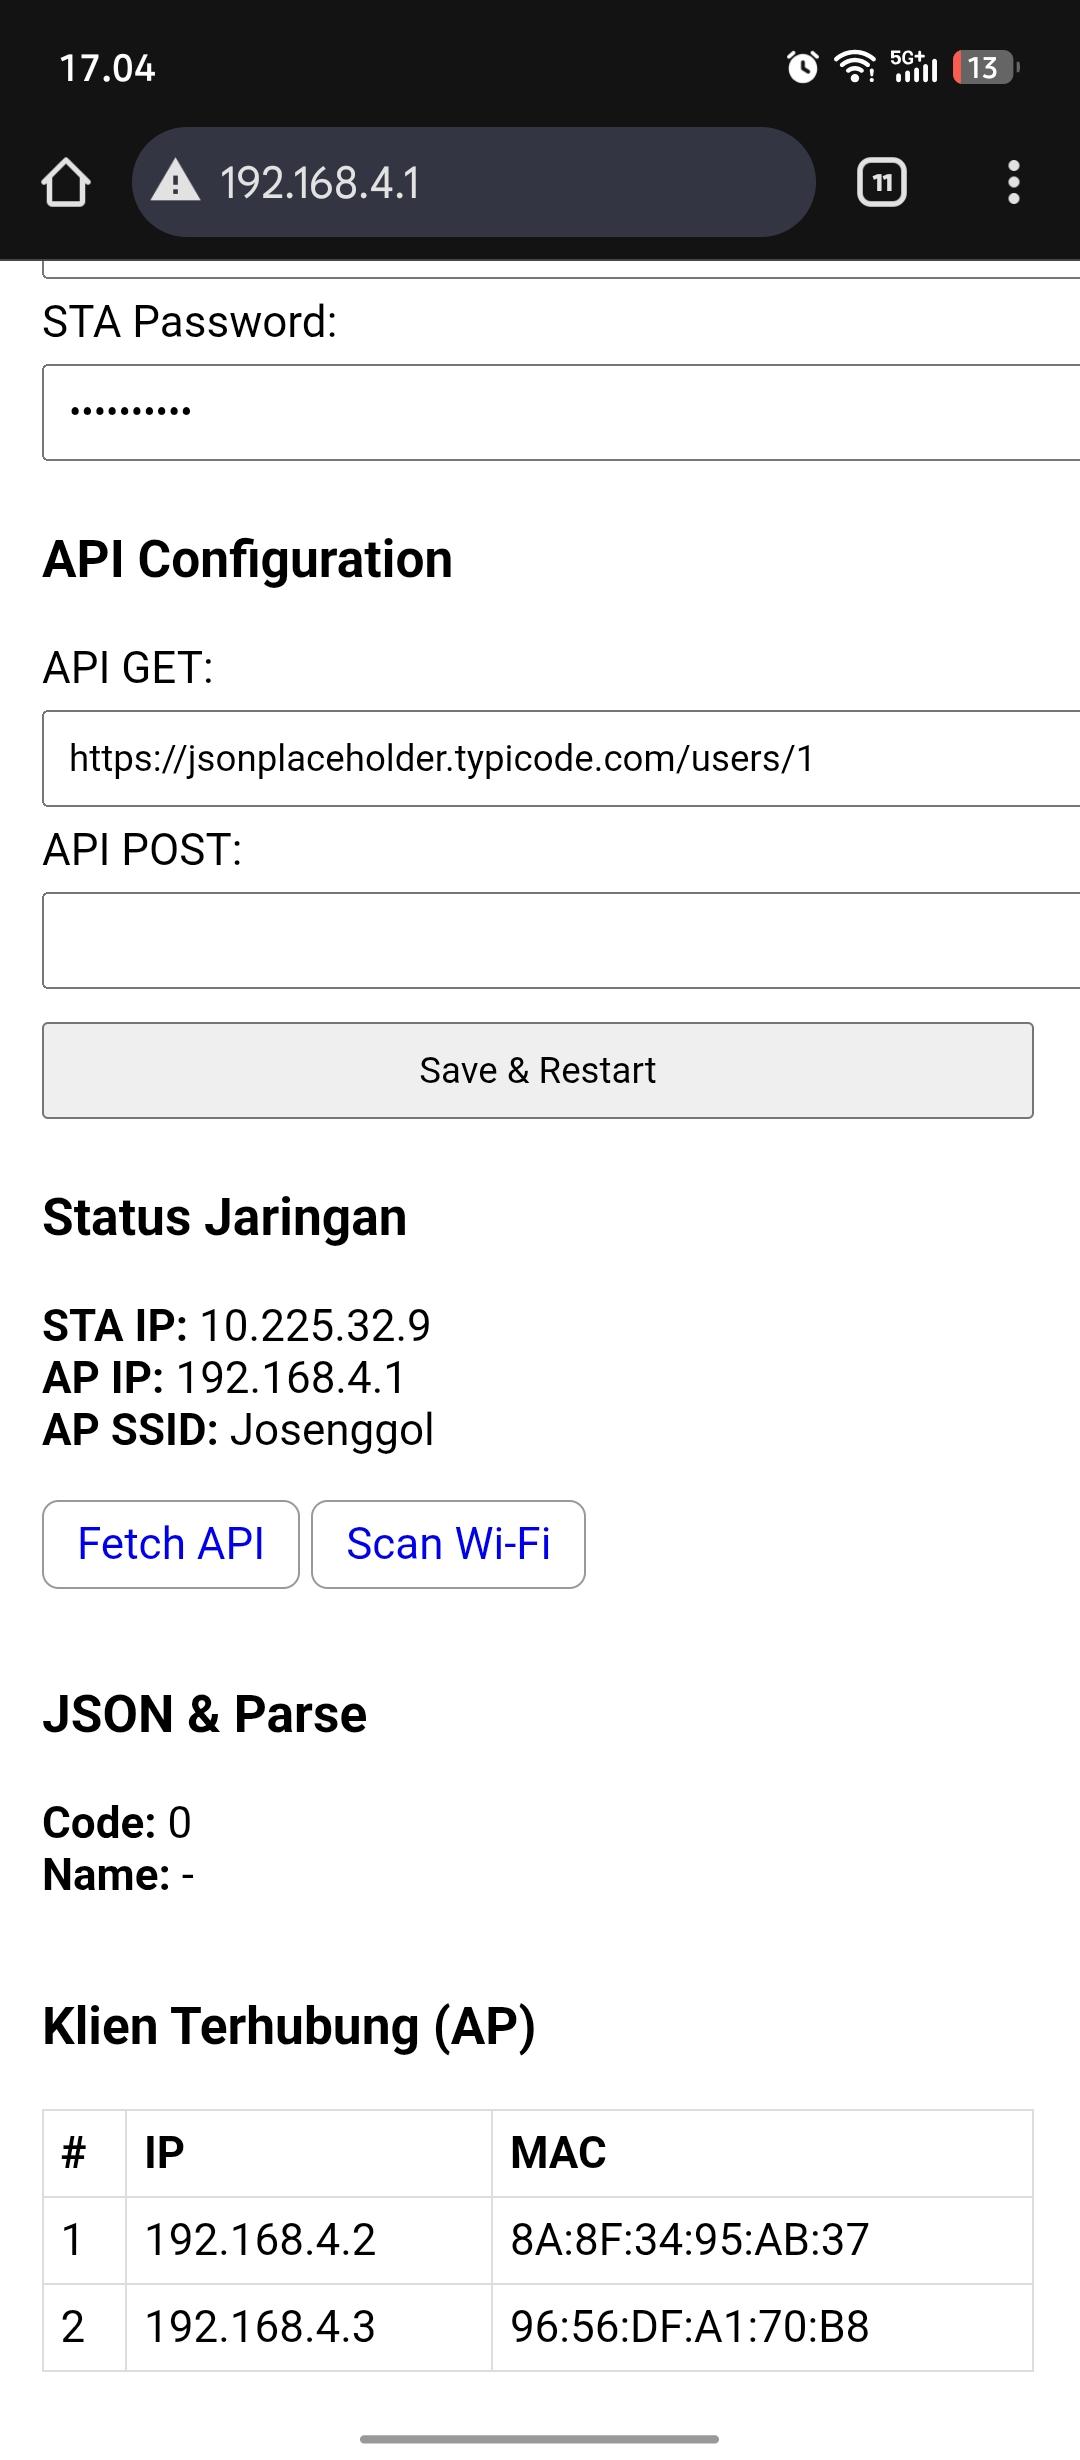 17.04
5G+
13
192.168.4.1
11
STA Password:
••••••••••
API Configuration
API GET:
https://jsonplaceholder.typicode.com/users/1
API POST:
Save & Restart
Status Jaringan
STA IP: 10.225.32.9
AP IP: 192.168.4.1
AP SSID: Josenggol
Fetch API Scan Wi-Fi
JSON & Parse
Code: 0
Name: -
Klien Terhubung (AP)
# IP MAC
1 192.168.4.2 8A:8F:34:95:AB:37
2 192.168.4.3 96:56:DF:A1:70:B8